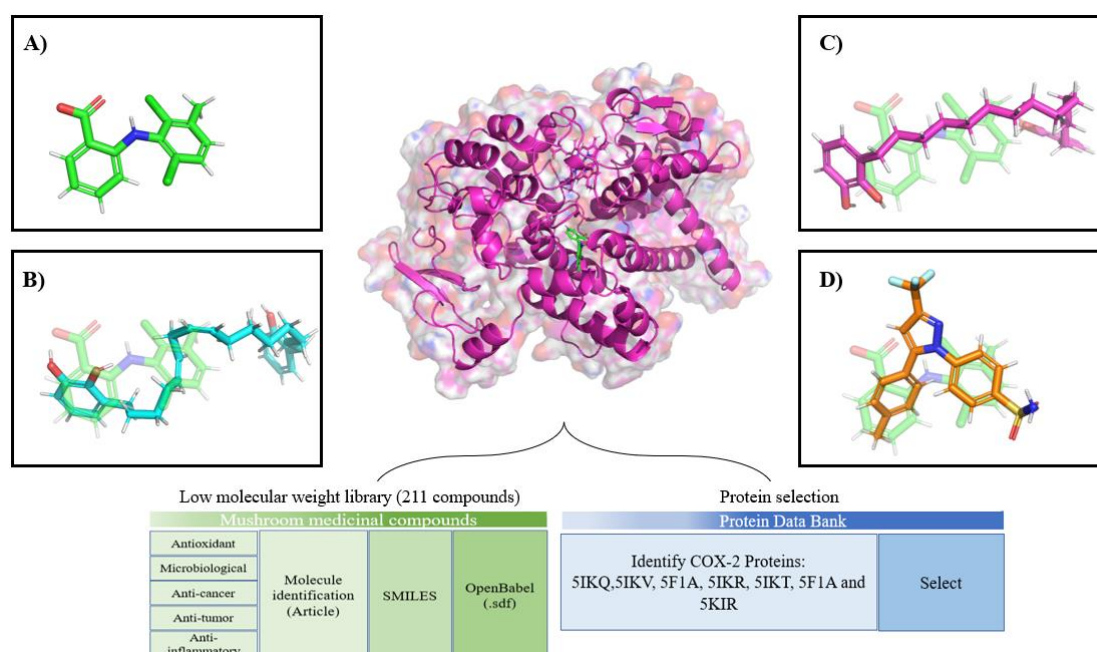 A)
C)
B)
D)
Low molecular weight library (211 compounds)
Protein selection
Mushroom medicinal compounds
Protein Data Bank
Antioxidant
Microbiological
Anti-cancer
Anti-tumor
Anti-
inflammatory
Molecule
identification
(Article)
SMILES
OpenBabel
(.sdf)
Identify COX-2 Proteins:
5IKQ,5IKV, 5F1A, 5IKR, 5IKT, 5F1A and
5KIR
Select